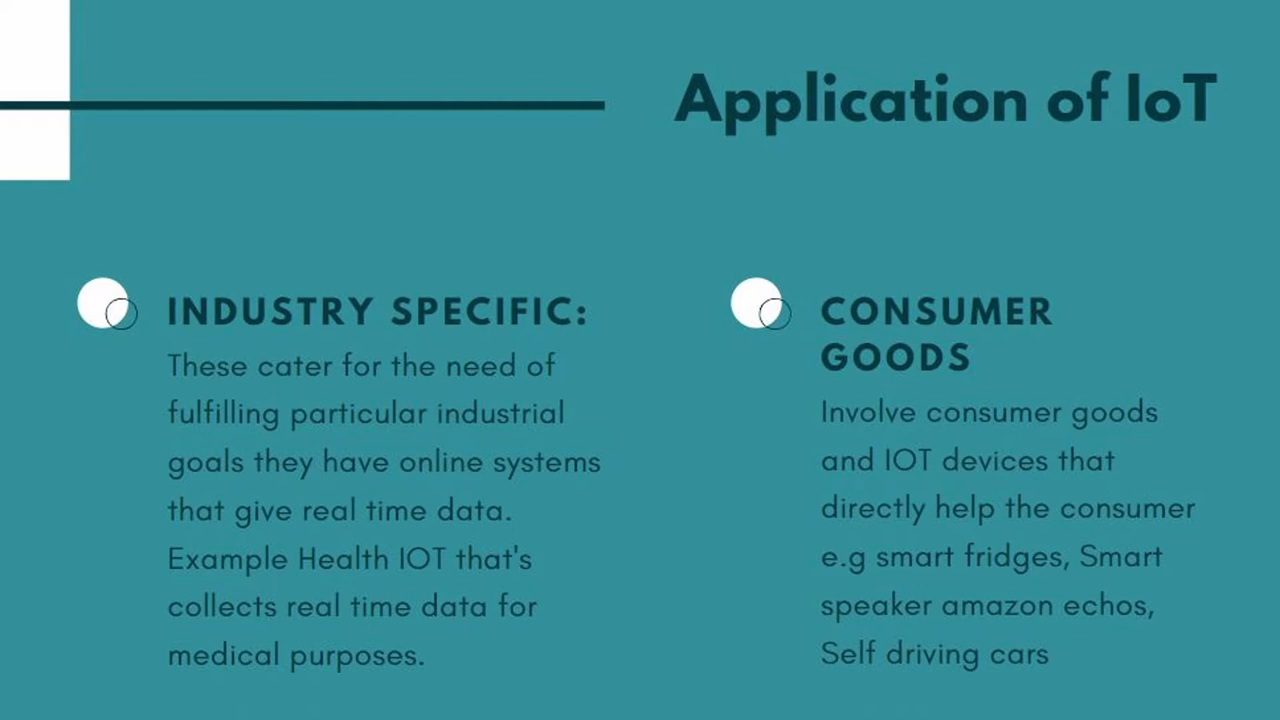 Application of IoT
INDUSTRY SPECIFIC:
These cater for the need of
fulfilling particular industrial
goals they have online systems
that give real time data.
Example Health IOT that's
collects real time data for
medical purposes.
CONSUMER
GOODS
Involve consumer goods
and IOT devices that
directly help the consumer
e.g smart fridges, Smart
speaker amazon echos,
Self driving cars